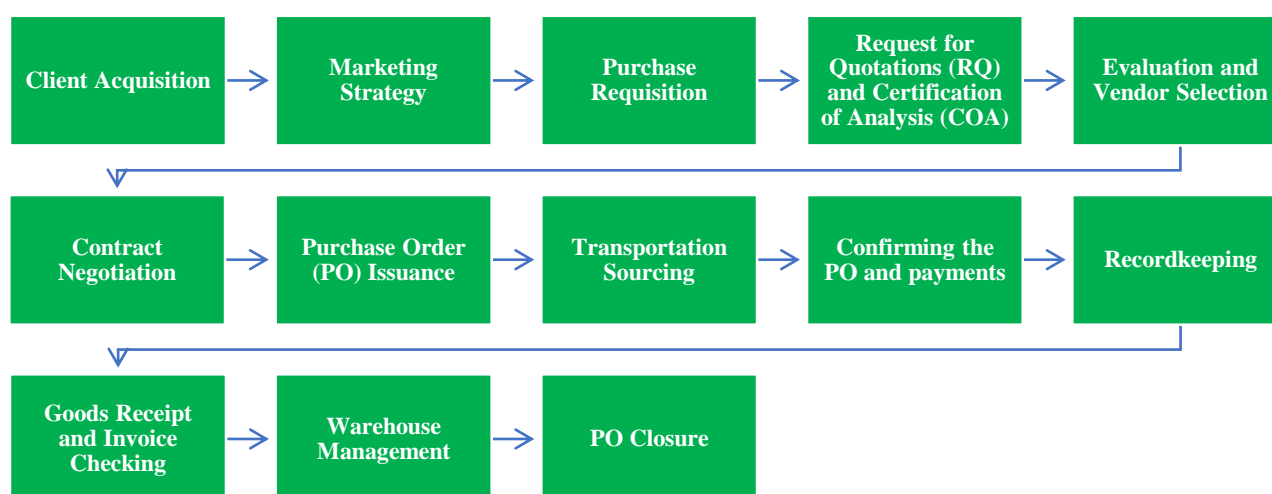 Client Acquisition
Marketing
Strategy
Purchase
Requisition
Request for
Quotations (RQ)
and Certification
of Analysis (COA)
Evaluation and
Vendor Selection
Contract
Negotiation
Purchase Order
(PO) Issuance
Transportation
Sourcing
Confirming the
PO and payments
Recordkeeping
Goods Receipt
and Invoice
Checking
Warehouse
Management
PO Closure